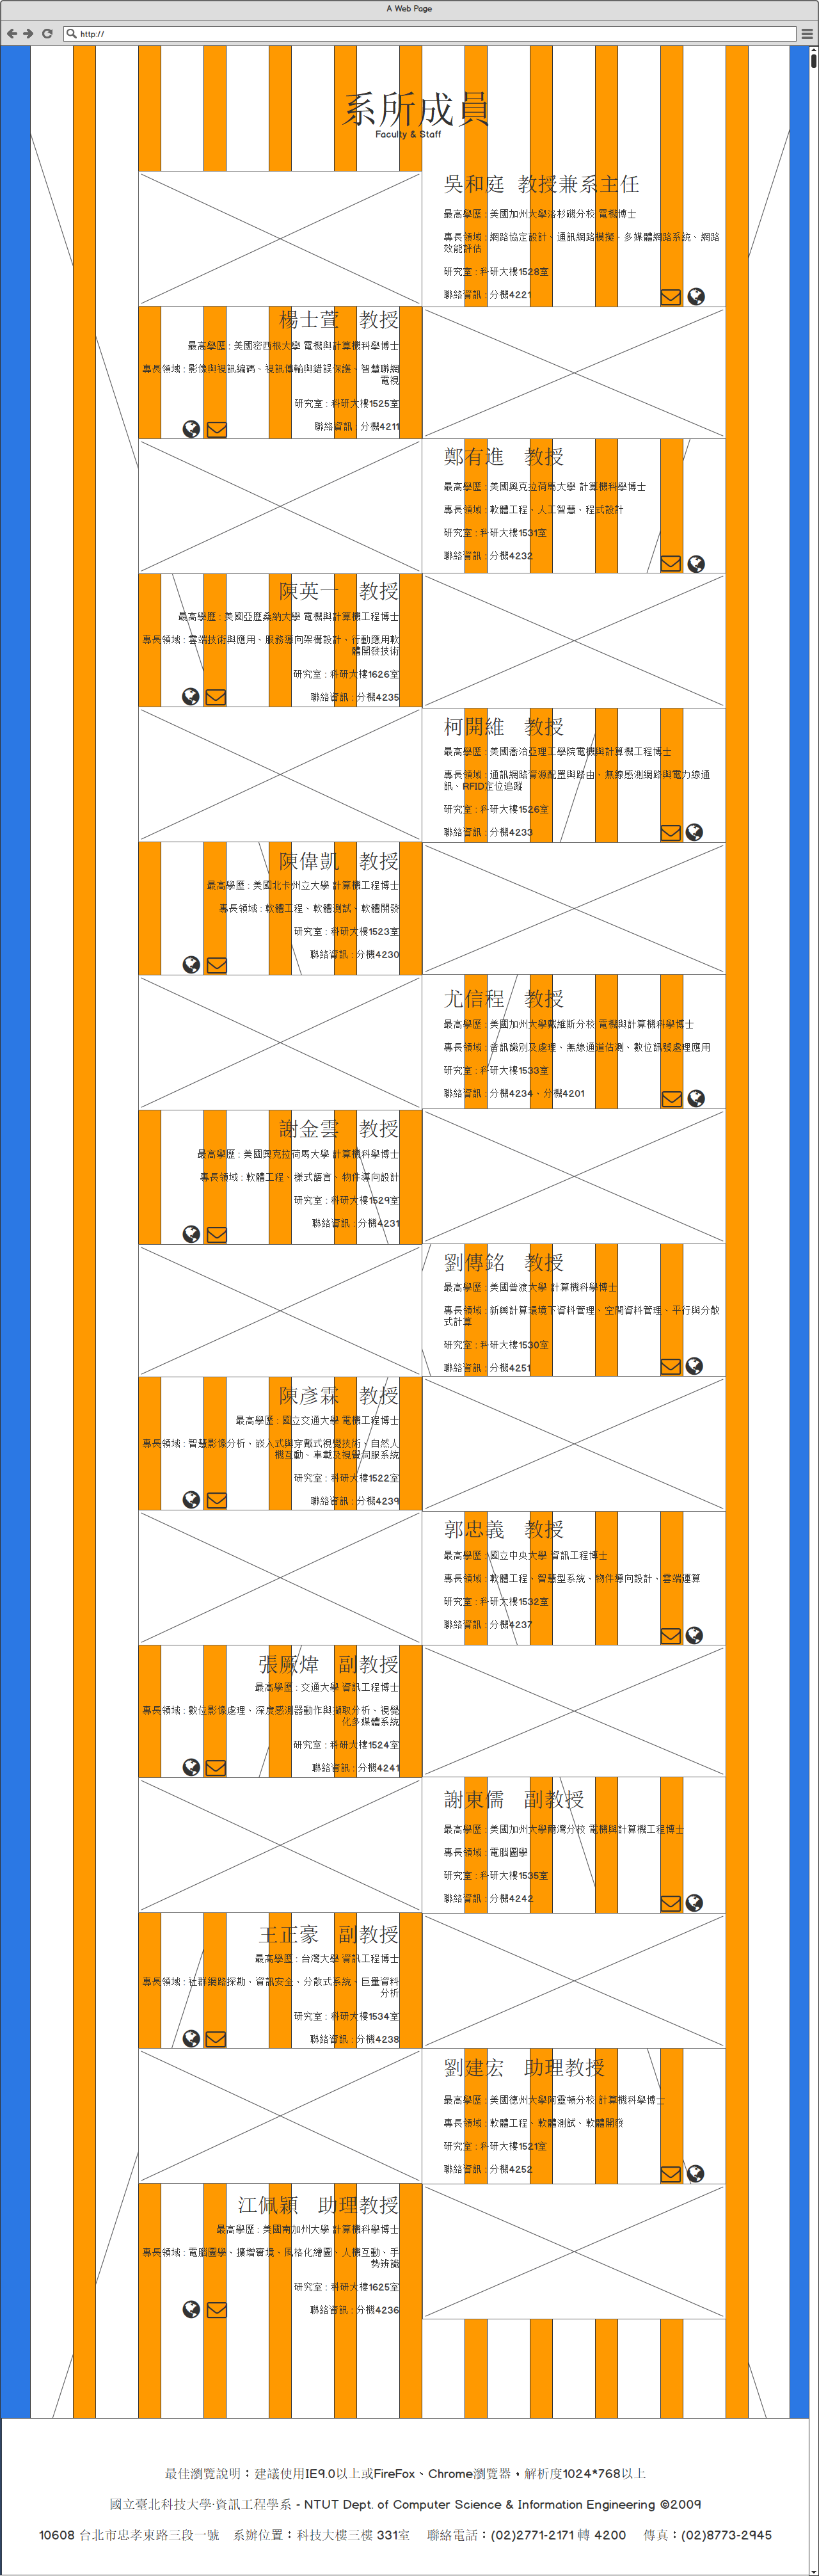 A Web Page
http://
系所成員
Faculty & Staff
吳和庭 教授兼系主任
最高學歷 : 美國加州大學洛杉磯分校 電機博士
專長領域 : 網路協定設計、通訊網路模擬、多媒體網路系統、網路
效能評估
研究室 : 科研大樓1528室
聯絡資訊 : 分機4221
楊士萱 教授
最高學歷 : 美國密西根大學 電機與計算機科學博士
專長領域 : 影像與視訊編碼、視訊傳輸與錯誤保護、智慧聯網
電視
研究室 : 科研大樓1525室
聯絡資訊 : 分機4211
鄭有進 教授
最高學歷 : 美國奧克拉荷馬大學 計算機科學博士
專長領域 : 軟體工程、人工智慧、程式設計
研究室 : 科研大樓1531室
聯絡資訊 : 分機4232
陳英一 教授
最高學歷 : 美國亞歷桑納大學 電機與計算機工程博士
專長領域 : 雲端技術與應用、服務導向架構設計、行動應用軟
體開發技術
研究室 : 科研大樓1626室
聯絡資訊 : 分機4235
柯開維 教授
最高學歷 : 美國喬治亞理工學院電機與計算機工程博士
專長領域 : 通訊網路資源配置與路由、無線感測網路與電力線通
訊、RFID定位追蹤
研究室 : 科研大樓1526室
聯絡資訊 : 分機4233
陳偉凱 教授
最高學歷 : 美國北卡州立大學 計算機工程博士
專長領域 : 軟體工程、軟體測試、軟體開發
研究室 : 科研大樓1523室
聯絡資訊 : 分機4230
尤信程 教授
最高學歷 : 美國加州大學戴維斯分校 電機與計算機科學博士
專長領域 : 音訊識別及處理、無線通道估測、數位訊號處理應用
研究室 : 科研大樓1533室
聯絡資訊 : 分機4234、分機4201
謝金雲 教授
最高學歷 : 美國奧克拉荷馬大學 計算機科學博士
專長領域 : 軟體工程、樣式語言、物件導向設計
研究室 : 科研大樓1529室
聯絡資訊 : 分機4231
劉傳銘 教授
最高學歷 : 美國普渡大學 計算機科學博士
專長領域 : 新興計算環境下資料管理、空間資料管理、平行與分散
式計算
研究室 : 科研大樓1530室
聯絡資訊 : 分機4251
陳彥霖 教授
最高學歷 : 國立交通大學 電機工程博士
專長領域 : 智慧影像分析、嵌入式與穿戴式視覺技術、自然人
機互動、車載及視覺伺服系統
研究室 : 科研大樓1522室
聯絡資訊 : 分機4239
郭忠義 教授
最高學歷 : 國立中央大學 資訊工程博士
專長領域 : 軟體工程、智慧型系統、物件導向設計、雲端運算
研究室 : 科研大樓1532室
聯絡資訊 : 分機4237
張厥煒 副教授
最高學歷 : 交通大學 資訊工程博士
專長領域 : 數位影像處理、深度感測器動作與擷取分析、視覺
化多媒體系統
研究室 : 科研大樓1524室
聯絡資訊 : 分機4241
謝東儒 副教授
最高學歷 : 美國加州大學爾灣分校 電機與計算機工程博士
專長領域 : 電腦圖學
研究室 : 科研大樓1535室
聯絡資訊 : 分機4242
王正豪 副教授
最高學歷 : 台灣大學 資訊工程博士
專長領域 : 社群網路探勘、資訊安全、分散式系統、巨量資料
分析
研究室 : 科研大樓1534室
聯絡資訊 : 分機4238
劉建宏 助理教授
最高學歷 : 美國德州大學阿靈頓分校 計算機科學博士
專長領域 : 軟體工程、軟體測試、軟體開發
研究室 : 科研大樓1521室
聯絡資訊 : 分機4252
江佩穎 助理教授
最高學歷 : 美國南加州大學 計算機科學博士
專長領域 : 電腦圖學、擴增實境、風格化繪圖、人機互動、手
勢辨識
研究室 : 科研大樓1625室
聯絡資訊 : 分機4236
最佳瀏覽說明：建議使用IE9.0以上或FireFox、Chrome瀏覽器，解析度1024*768以上
國立臺北科技大學‧資訊工程學系 - NTUT Dept. of Computer Science & Information Engineering ©2009
10608 台北市忠孝東路三段一號 系辦位置：科技大樓三樓 331室 聯絡電話：(02)2771-2171 轉 4200 傳真：(02)8773-2945